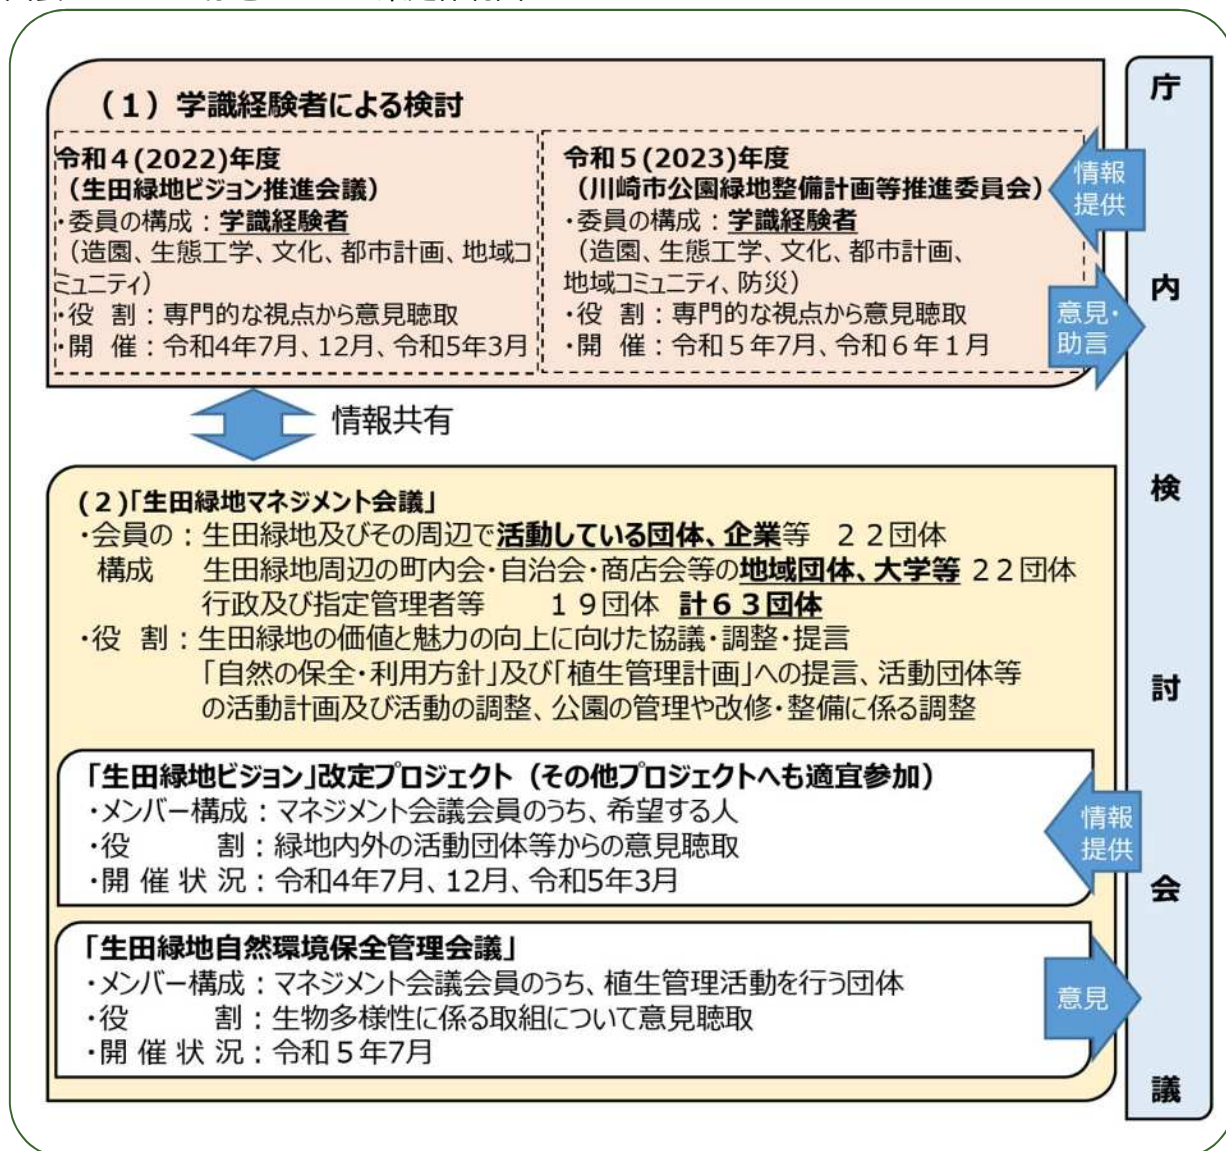 (1)学識経験者による検討
令和4(2022)年度
(生田緑地ビジョン推進会議)
・委員の構成:学識経験者
(造園、生態工学、文化、都市計画、地域コ
ミュニティ)
・役 割:専門的な視点から意見聴取
・開 催:令和4年7月、12月、令和5年3月
令和5(2023)年度
(川崎市公園緑地整備計画等推進委員会)
・委員の構成:学識経験者
(造園、生態工学、文化、都市計画、
地域コミュニティ、防災)
・役 割:専門的な視点から意見聴取
・開 催:令和5年7月、令和6年1月
情報
提供
意見・
助言
情報共有
(2)「生田緑地マネジメント会議」
・会員の:生田緑地及びその周辺で活動している団体、企業等 22団体
構成 生田緑地周辺の町内会・自治会・商店会等の地域団体、大学等 22団体
行政及び指定管理者等 19団体 計63団体
・役 割:生田緑地の価値と魅力の向上に向けた協議・調整・提言
「自然の保全・利用方針」及び「植生管理計画」への提言、活動団体等
の活動計画及び活動の調整、公園の管理や改修・整備に係る調整
「生田緑地ビジョン」改定プロジェクト(その他プロジェクトへも適宜参加)
・メンバー構成:マネジメント会議会員のうち、希望する人
・役 割:緑地内外の活動団体等からの意見聴取
・開催状況:令和4年7月、12月、令和5年3月
情報
提供
「生田緑地自然環境保全管理会議」
・メンバー構成:マネジメント会議会員のうち、植生管理活動を行う団体
・役 割:生物多様性に係る取組について意見聴取
・開催状況:令和5年7月
意見
庁内検討会議